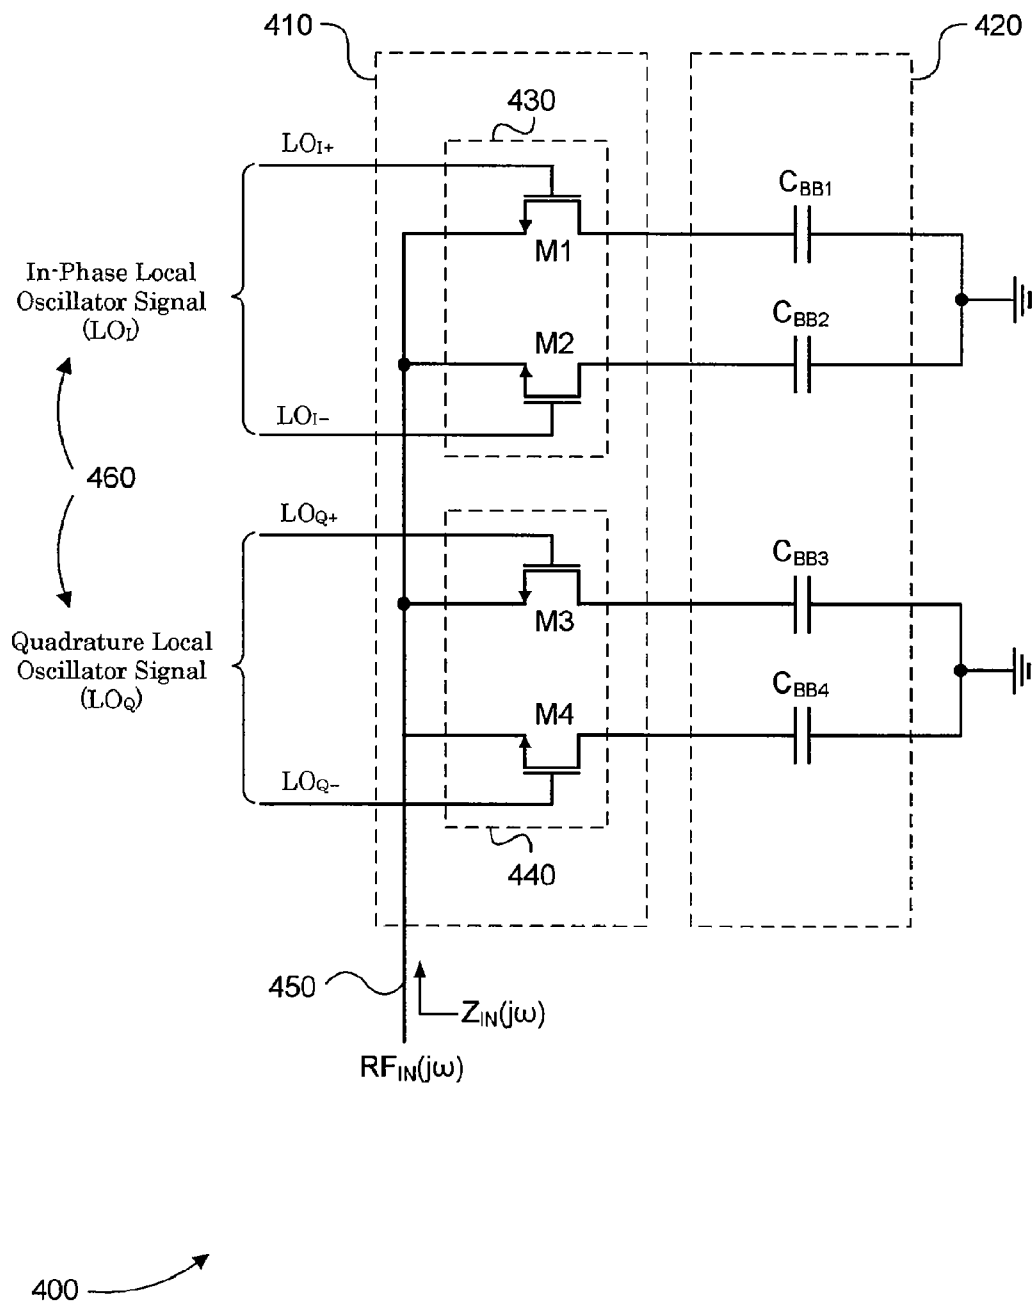 410
420
430
LOI+
CBB1
M1
In-Phase Local
Oscillator Signal
(LOI)
M2
CBB2
LOI−
460
LOQ+
CBB3
M3
Quadrature Local
Oscillator Signal
(LOQ)
CBB4
M4
LOQ−
440
450
ZIN(jω)
RFIN(jω)
400